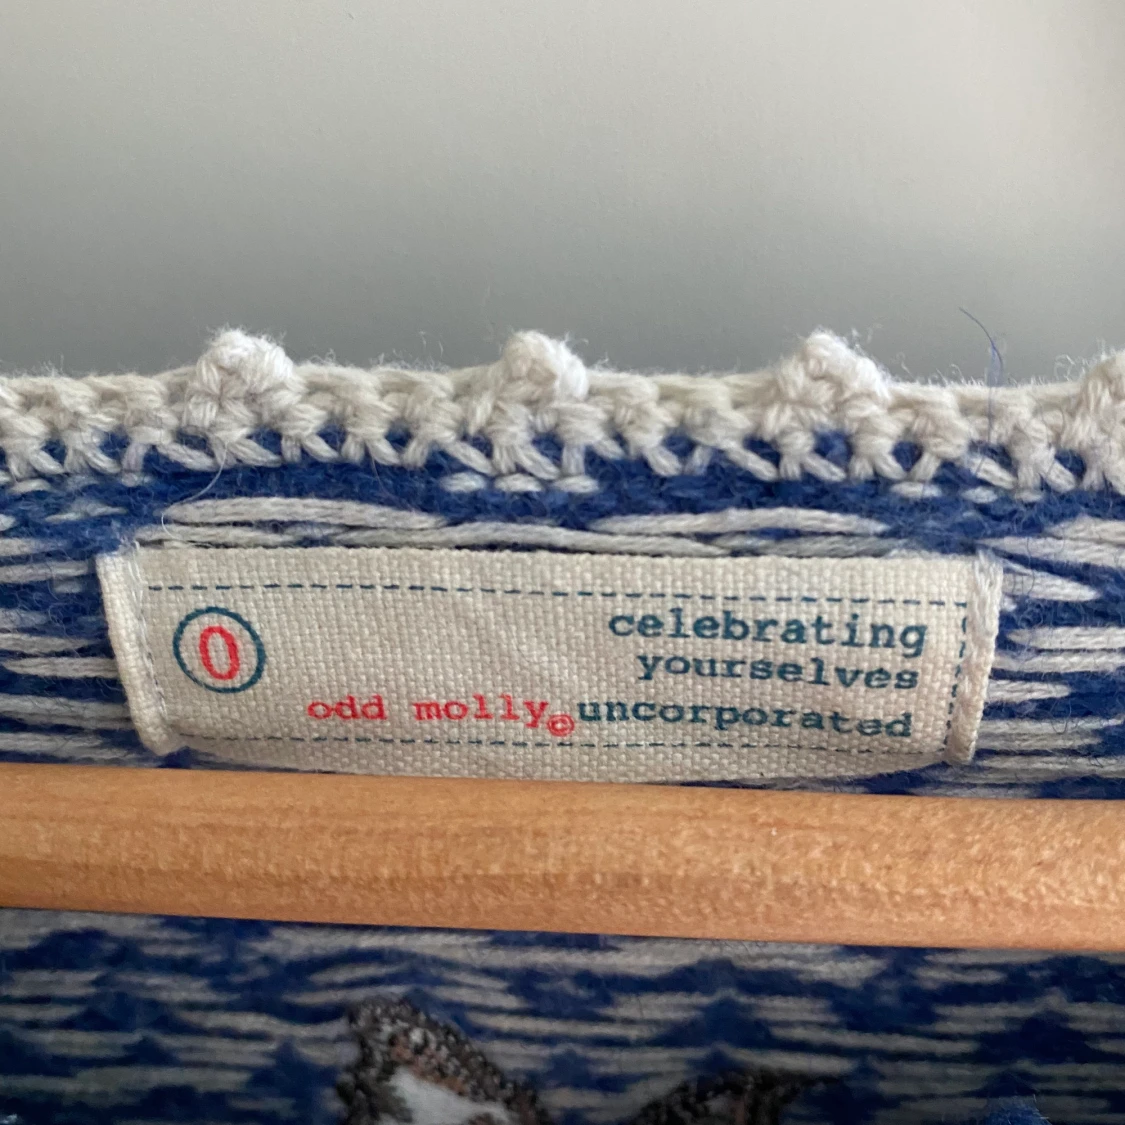 0
celebrating
yourselves
odd molly©uncorporated